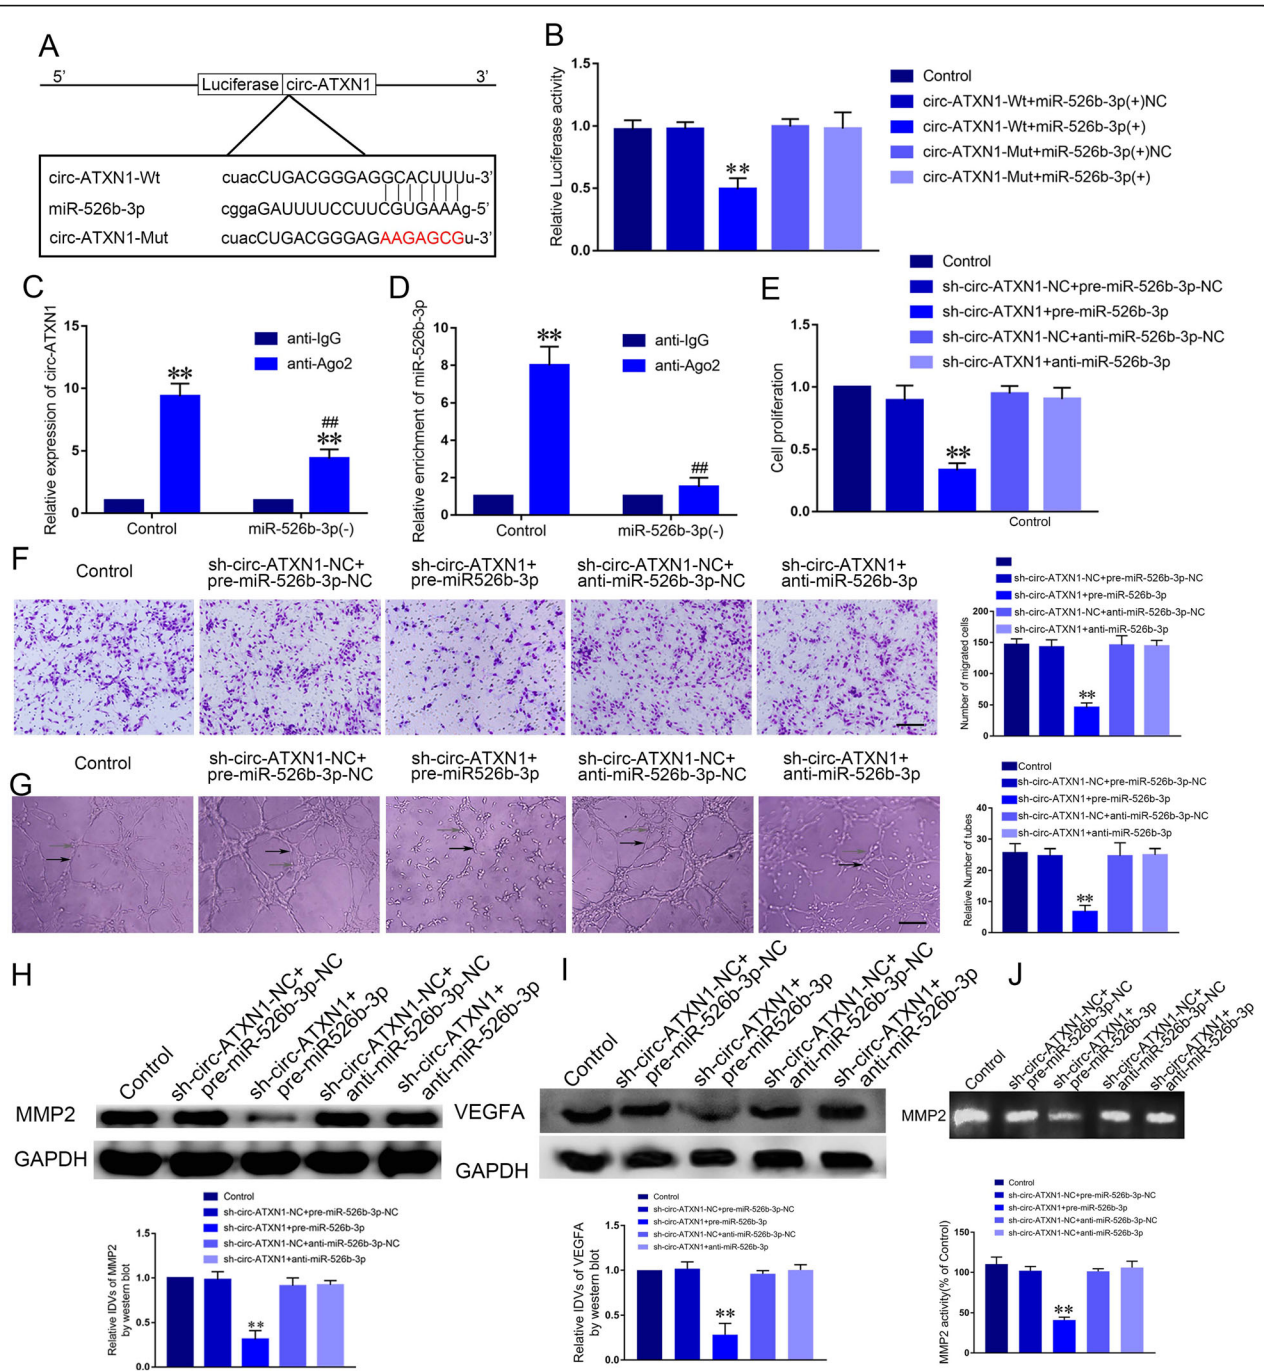 A
5'
Luciferase
circ-ATXN1
3'
circ-ATXN1-Wt
cuacCUGACGGGAGGCACUUUu-3'
miR-526b-3p
cggaGAUUUUCCUUCGUGAAAg-5'
circ-ATXN1-Mut
cuacCUGACGGGAGAAGAGCGu-3'
B
Relative Luciferase activity
1.5
1.0
0.5
0.0
**
Control
circ-ATXN1-Wt+miR-526b-3p(+)NC
circ-ATXN1-Wt+miR-526b-3p(+)
circ-ATXN1-Mut+miR-526b-3p(+)NC
circ-ATXN1-Mut+miR-526b-3p(+)
C
Relative expression of circ-ATXN1
15
10
5
0
**
##
**
anti-IgG
anti-Ago2
Control
miR-526b-3p(-)
D
Relative enrichment of miR-526b-3p
10
8
6
4
2
0
**
##
anti-IgG
anti-Ago2
Control
miR-526b-3p(-)
E
Control
sh-circ-ATXN1-NC+pre-miR-526b-3p-NC
sh-circ-ATXN1+pre-miR-526b-3p
sh-circ-ATXN1-NC+anti-miR-526b-3p-NC
sh-circ-ATXN1+anti-miR-526b-3p
Cell proliferation
1.5
1.0
0.5
0.0
**
Control
F
Control
sh-circ-ATXN1-NC+
pre-miR-526b-3p-NC
sh-circ-ATXN1+
pre-miR526b-3p
sh-circ-ATXN1-NC+
anti-miR-526b-3p-NC
sh-circ-ATXN1+
anti-miR-526b-3p
sh-circ-ATXN1-NC+pre-miR-526b-3p-NC
sh-circ-ATXN1+pre-miR-526b-3p
sh-circ-ATXN1-NC+anti-miR-526b-3p-NC
sh-circ-ATXN1+anti-miR-526b-3p
Number of migrated cells
200
150
100
50
0
**
G
Control
sh-circ-ATXN1-NC+
pre-miR-526b-3p-NC
sh-circ-ATXN1+
pre-miR526b-3p
sh-circ-ATXN1-NC+
anti-miR-526b-3p-NC
sh-circ-ATXN1+
anti-miR-526b-3p
Control
sh-circ-ATXN1-NC+pre-miR-526b-3p-NC
sh-circ-ATXN1+pre-miR-526b-3p
sh-circ-ATXN1-NC+anti-miR-526b-3p-NC
sh-circ-ATXN1+anti-miR-526b-3p
Relative Number of tubes
40
30
20
10
0
**
H
Control
sh-circ-ATXN1-NC+
pre-miR-526b-3p-NC
sh-circ-ATXN1+
pre-miR526b-3p
sh-circ-ATXN1-NC+
anti-miR-526b-3p-NC
sh-circ-ATXN1+
anti-miR-526b-3p
MMP2
GAPDH
Control
sh-circ-ATXN1-NC+pre-miR-526b-3p-NC
sh-circ-ATXN1+pre-miR-526b-3p
sh-circ-ATXN1-NC+anti-miR-526b-3p-NC
sh-circ-ATXN1+anti-miR-526b-3p
Relative IDVs of MMP2
by western blot
1.5
1.0
0.5
0.0
**
I
Control
sh-circ-ATXN1-NC+
pre-miR-526b-3p-NC
sh-circ-ATXN1+
pre-miR526b-3p
sh-circ-ATXN1-NC+
anti-miR-526b-3p-NC
sh-circ-ATXN1+
anti-miR-526b-3p
VEGFA
GAPDH
Control
sh-circ-ATXN1-NC+pre-miR-526b-3p-NC
sh-circ-ATXN1+pre-miR-526b-3p
sh-circ-ATXN1-NC+anti-miR-526b-3p-NC
sh-circ-ATXN1+anti-miR-526b-3p
Relative IDVs of VEGFA
by western blot
1.5
1.0
0.5
0.0
**
J
Control
sh-circ-ATXN1-NC+
pre-miR-526b-3p-NC
sh-circ-ATXN1+
pre-miR-526b-3p
sh-circ-ATXN1-NC+
anti-miR-526b-3p-NC
sh-circ-ATXN1+
anti-miR-526b-3p
MMP2
Control
sh-circ-ATXN1-NC+pre-miR-526b-3p-NC
sh-circ-ATXN1+pre-miR-526b-3p
sh-circ-ATXN1-NC+anti-miR-526b-3p-NC
sh-circ-ATXN1+anti-miR-526b-3p
MMP2 activity(% of Control)
150
100
50
0
**